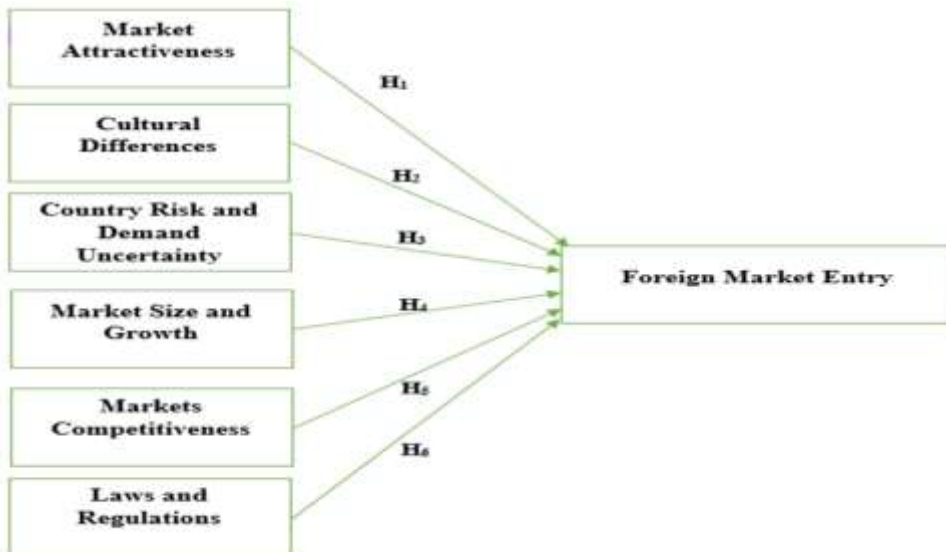 Market
Attractiveness
H₁
Cultural
Differences
H₂
Country Risk and
Demand
Uncertainty
H₃
Foreign Market Entry
Market Size and
Growth
H₄
Markets
Competitiveness
H₅
H₆
Laws and
Regulations